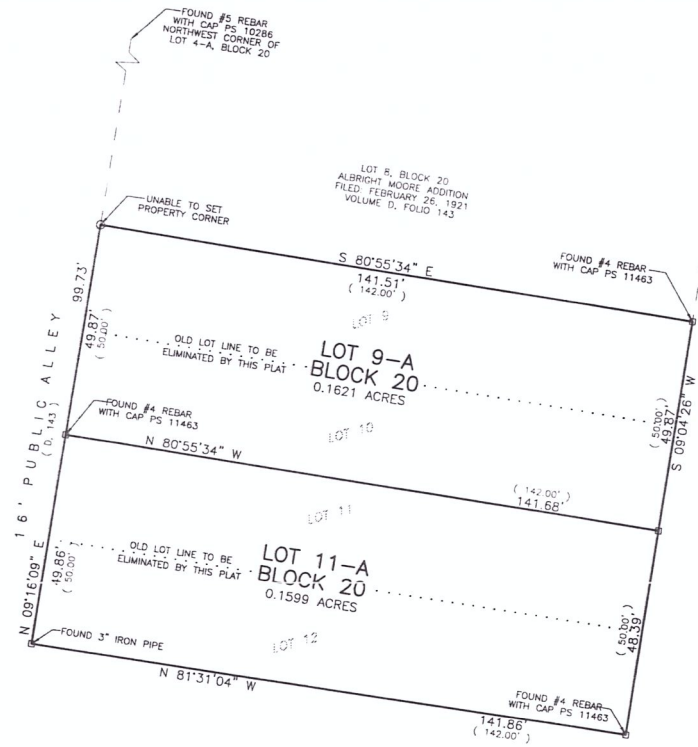 FOUND #5 REBAR
WITH CAP PS 10286
NORTHWEST CORNER OF
LOT 4-A, BLOCK 20
LOT 8, BLOCK 20
ALBRIGHT MOORE ADDITION
FILED: FEBRUARY 26, 1921
VOLUME D, FOLIO 143
UNABLE TO SET
PROPERTY CORNER
FOUND #4 REBAR
WITH CAP PS 11463
S 80°55'34" E
141.51'
( 142.00' )
99.73'
49.87'
( 50.00' )
LOT 9
OLD LOT LINE TO BE
ELIMINATED BY THIS PLAT
LOT 9-A
BLOCK 20
0.1621 ACRES
( 50.00' )
49.87'
S 09°04'26" W
16' PUBLIC ALLEY
( D, 143 )
FOUND #4 REBAR
WITH CAP PS 11463
LOT 10
N 80°55'34" W
( 142.00' )
141.68'
LOT 11
N 09°16'09" E
49.86'
( 50.00' )
OLD LOT LINE TO BE
ELIMINATED BY THIS PLAT
LOT 11-A
BLOCK 20
0.1599 ACRES
( 50.00' )
48.39'
FOUND 3" IRON PIPE
LOT 12
N 81°31'04" W
FOUND #4 REBAR
WITH CAP PS 11463
141.86'
( 142.00' )